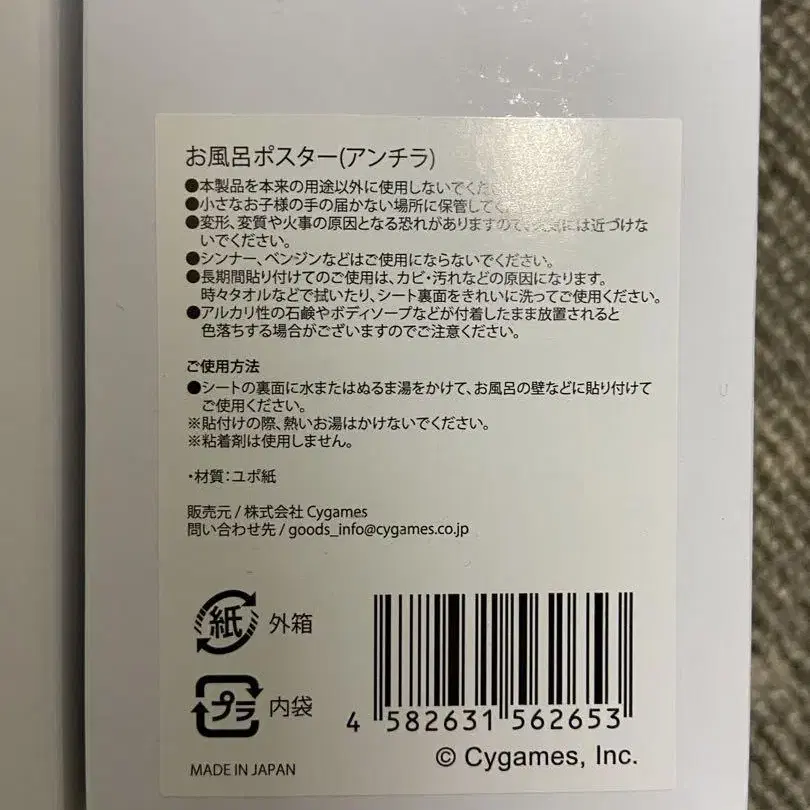 お風呂ポスター(アンチラ)
●本製品を本来の用途以外に使用しないでくだ
●小さなお子様の手の届かない場所に保管して
●変形、変質や火事の原因となる恐れがありますので、火気には近づけな
いでください。
●シンナー、ベンジンなどはご使用にならないでください。
●長期間貼り付けてのご使用は、カビ・汚れなどの原因になります。
時々タオルなどで拭いたり、シート裏面をきれいに洗ってご使用ください。
●アルカリ性の石鹸やボディソープなどが付着したまま放置されると
色落ちする場合がございますのでご注意ください。
ご使用方法
●シートの裏面に水またはぬるま湯をかけて、お風呂の壁などに貼り付けて
ご使用ください。
※貼付けの際、熱いお湯はかけないでください。
※粘着剤は使用しません。
・材質：ユポ紙
販売元 / 株式会社 Cygames
問い合わせ先 / goods_info@cygames.co.jp
紙 外箱
プラ 内袋
4 582631 562653
© Cygames, Inc.
MADE IN JAPAN